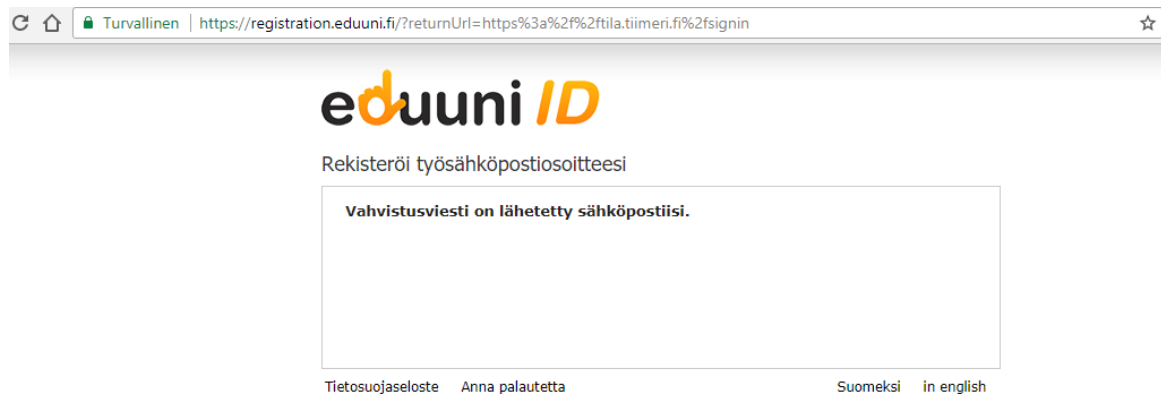 Turvallinen | https://registration.eduuni.fi/?returnUrl=https%3a%2f%2ftila.tiimeri.fi%2fsignin
eduuni ID
Rekisteröi työsähköpostiosoitteesi
Vahvistusviesti on lähetetty sähköpostiisi.
Tietosuojaseloste Anna palautetta Suomeksi in english